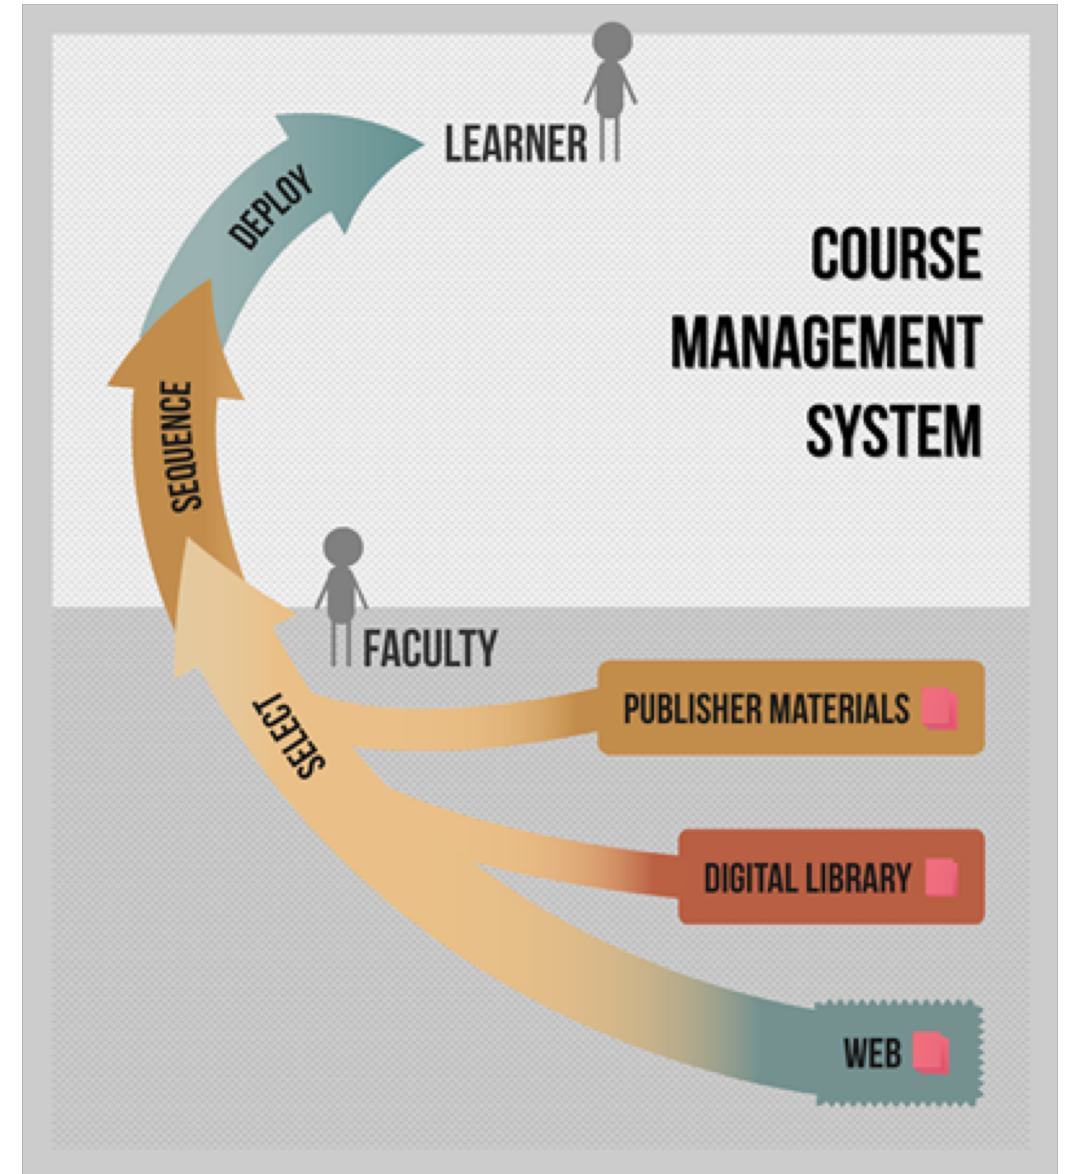 LEARNER
DEPLOY
COURSE
MANAGEMENT
SYSTEM
SEQUENCE
FACULTY
SELECT
PUBLISHER MATERIALS
DIGITAL LIBRARY
WEB